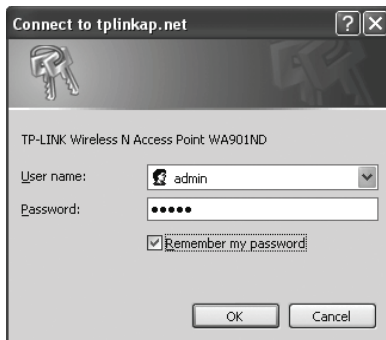 Connect to tplinkap.net
TP-LINK Wireless N Access Point WA901ND
User name: admin
Password: •••••
Remember my password
OK Cancel